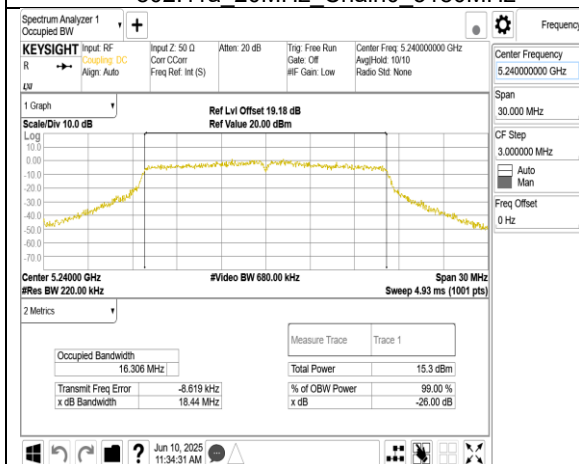 Spectrum Analyzer 1
Occupied BW
Frequency
KEYSIGHT
R
Input: RF
Coupling: DC
Align: Auto
Input Z: 50 Ω
Corr CCorr
Freq Ref: Int (S)
Atten: 20 dB
Trig: Free Run
Gate: Off
#IF Gain: Low
Center Freq: 5.240000000 GHz
Avg|Hold: 10/10
Radio Std: None
Center Frequency
5.240000000 GHz
Span
30.000 MHz
CF Step
3.000000 MHz
Auto
Man
Freq Offset
0 Hz
1 Graph
Scale/Div 10.0 dB
Ref Lvl Offset 19.18 dB
Ref Value 20.00 dBm
Log
10.0
0.00
-10.0
-20.0
-30.0
-40.0
-50.0
-60.0
-70.0
Center 5.24000 GHz
#Video BW 680.00 kHz
Span 30 MHz
#Res BW 220.00 kHz
Sweep 4.93 ms (1001 pts)
2 Metrics
Measure Trace Trace 1
Occupied Bandwidth
16.306 MHz
Total Power 15.3 dBm
Transmit Freq Error -8.619 kHz
% of OBW Power 99.00 %
x dB Bandwidth 18.44 MHz
x dB -26.00 dB
Jun 10, 2025
11:34:31 AM